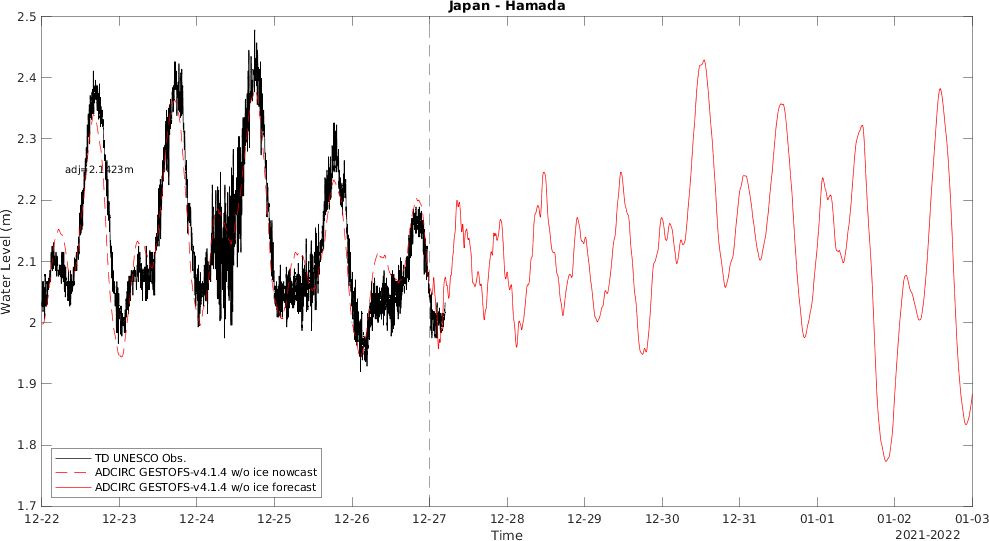 Japan - Hamada
2.5
2.4
2.3
2.2
2.1
2
1.9
1.8
1.7
Water Level (m)
adj=2.1423m
TD UNESCO Obs.
ADCIRC GESTOFS-v4.1.4 w/o ice nowcast
ADCIRC GESTOFS-v4.1.4 w/o ice forecast
12-22 12-23 12-24 12-25 12-26 12-27 12-28 12-29 12-30 12-31 01-01 01-02 01-03
Time
2021-2022